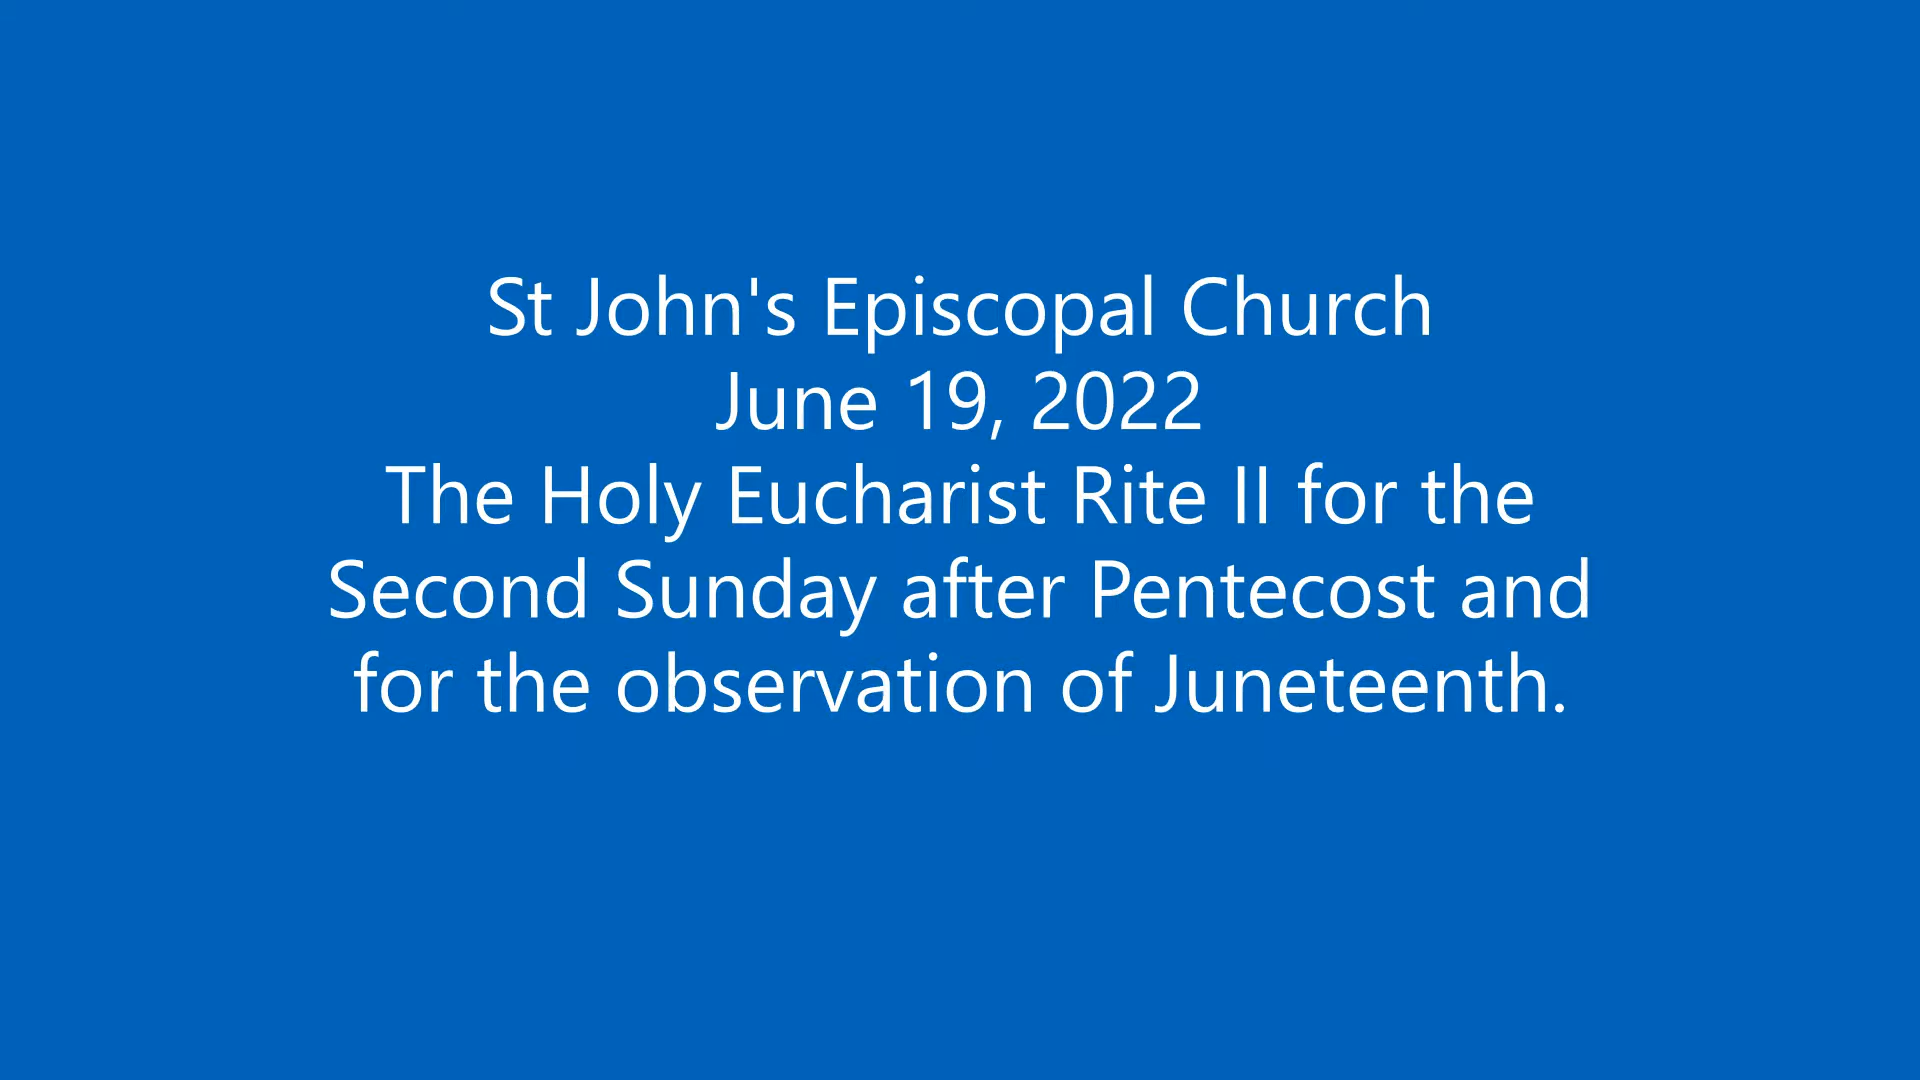 St John's Episcopal Church
June 19, 2022
The Holy Eucharist Rite II for the
Second Sunday after Pentecost and
for the observation of Juneteenth.